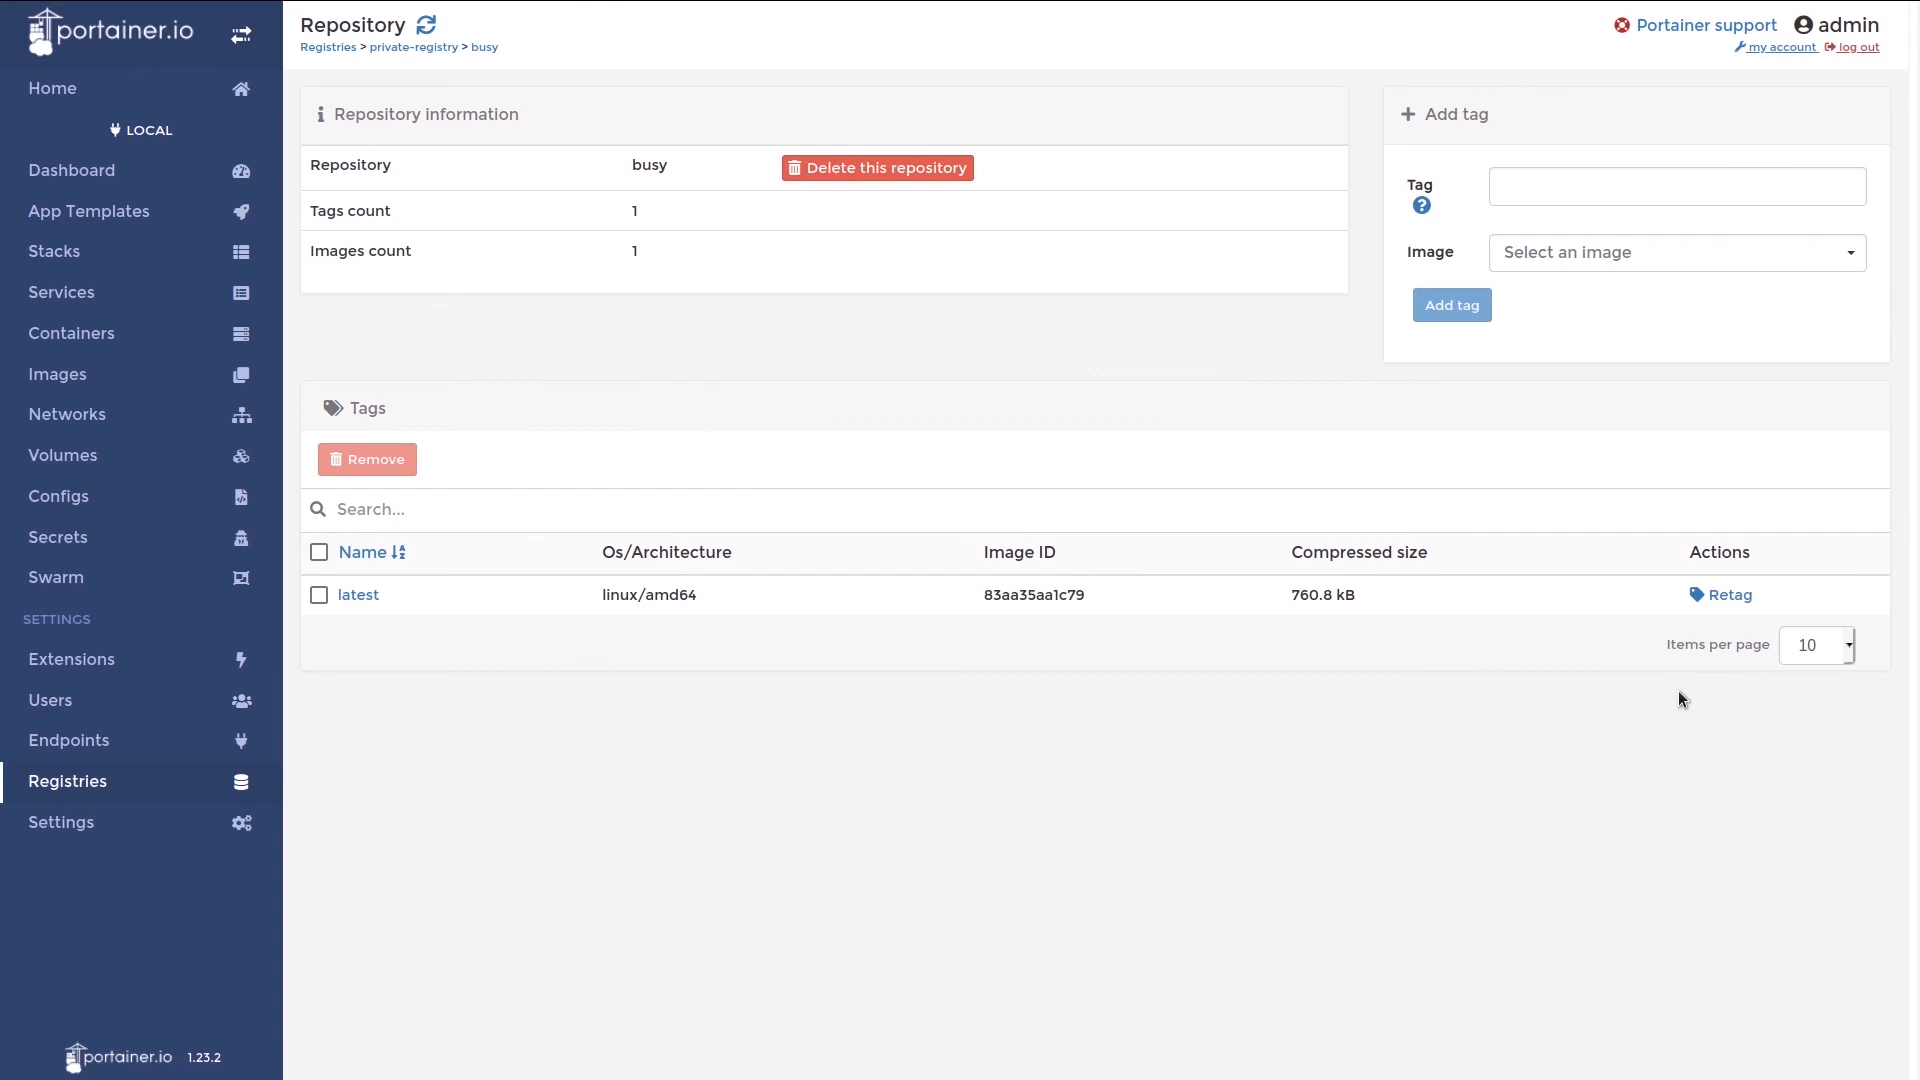 portainer.io
Home
LOCAL
Dashboard
App Templates
Stacks
Services
Containers
Images
Networks
Volumes
Configs
Secrets
Swarm
SETTINGS
Extensions
Users
Endpoints
Registries
Settings
portainer.io 1.23.2
Repository
Registries > private-registry > busy
Portainer support admin
my account log out
Repository information
Repository busy Delete this repository
Tags count 1
Images count 1
Add tag
Tag
Image Select an image
Add tag
Tags
Remove
Search...
Name Os/Architecture Image ID Compressed size Actions
latest linux/amd64 83aa35aa1c79 760.8 kB Retag
Items per page 10